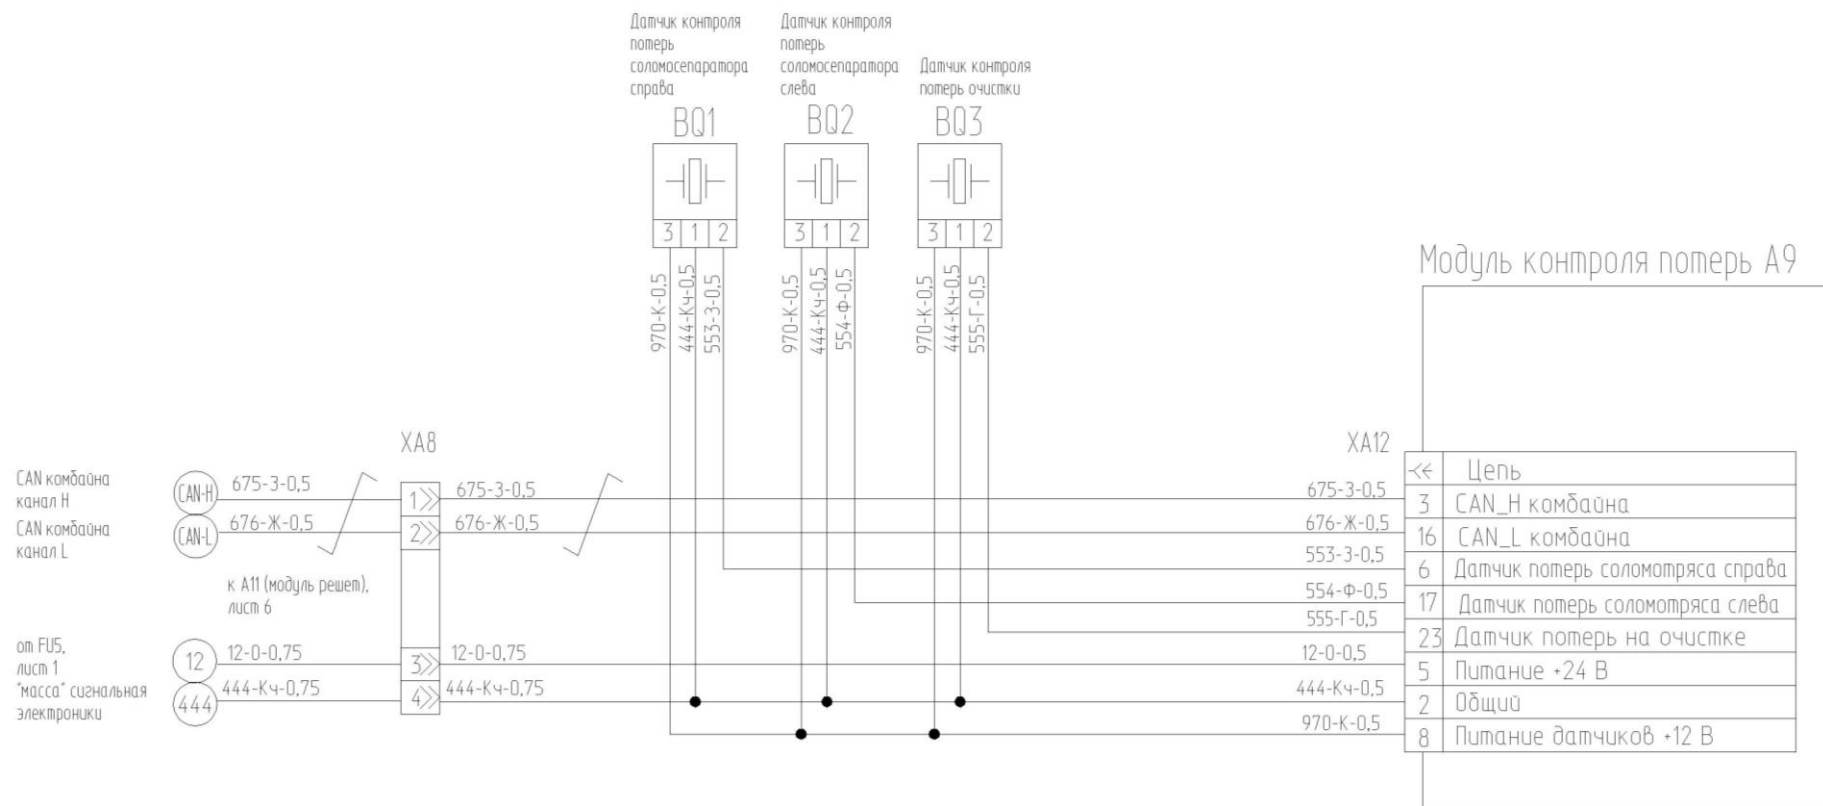 Датчик контроля
потерь
соломосепаратора
справа
BQ1
3 1 2
970-К-0,5
444-Кч-0,5
553-З-0,5
Датчик контроля
потерь
соломосепаратора
слева
BQ2
3 1 2
970-К-0,5
444-Кч-0,5
554-Ф-0,5
Датчик контроля
потерь очистки
BQ3
3 1 2
970-К-0,5
444-Кч-0,5
555-Г-0,5
Модуль контроля потерь А9
XA8
XA12
CAN комбайна
канал H
CAN-H
675-З-0,5
1
675-З-0,5
CAN комбайна
канал L
CAN-L
676-Ж-0,5
2
676-Ж-0,5
к А11 (модуль решет),
лист 6
от FU5,
лист 1
12
12-О-0,75
3
12-О-0,75
"масса" сигнальная
электроники
444
444-Кч-0,75
4
444-Кч-0,75
Цепь
675-З-0,5 3 CAN_H комбайна
676-Ж-0,5 16 CAN_L комбайна
553-З-0,5 6 Датчик потерь соломотряса справа
554-Ф-0,5 17 Датчик потерь соломотряса слева
555-Г-0,5 23 Датчик потерь на очистке
12-О-0,5 5 Питание +24 В
444-Кч-0,5 2 Общий
970-К-0,5 8 Питание датчиков +12 В